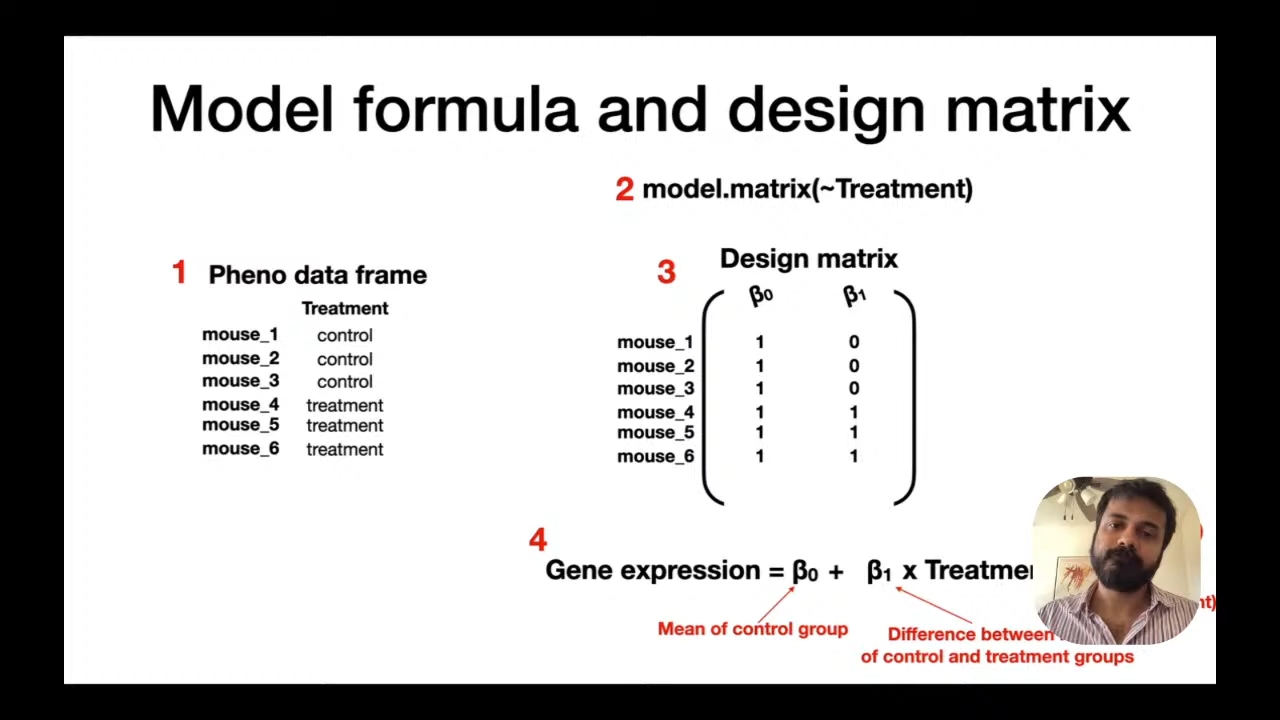 Model formula and design matrix
2 model.matrix(~Treatment)
1 Pheno data frame
Treatment
mouse_1 control
mouse_2 control
mouse_3 control
mouse_4 treatment
mouse_5 treatment
mouse_6 treatment
3 Design matrix
β0 β1
mouse_1 1 0
mouse_2 1 0
mouse_3 1 0
mouse_4 1 1
mouse_5 1 1
mouse_6 1 1
4
Gene expression = β0 + β1 x
Mean of control group
Difference between
of control and treatment groups